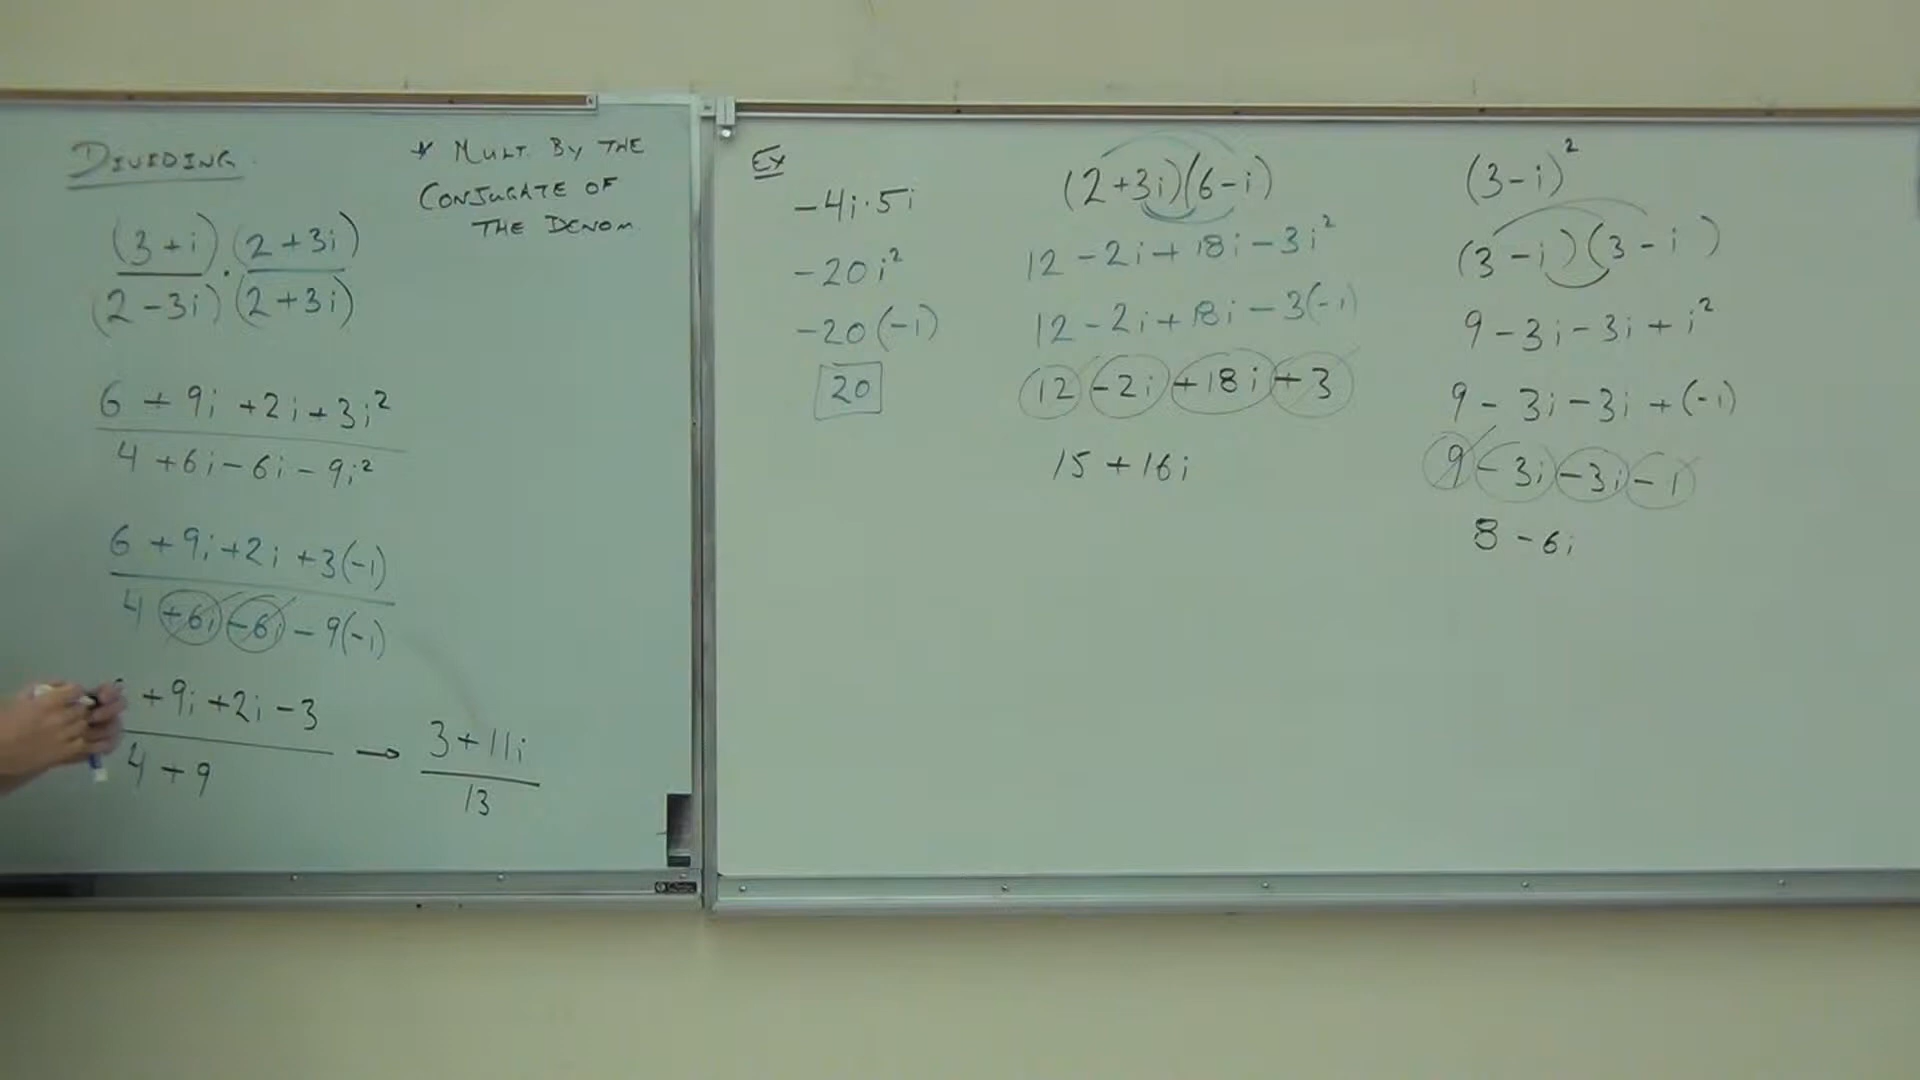 DIVIDING
* MULT. BY THE
CONJUGATE OF
THE DENOM
(3+i)/(2-3i) · (2+3i)/(2+3i)
6 + 9i + 2i + 3i²
4 + 6i - 6i - 9i²
6 + 9i + 2i + 3(-1)
4 + 6i - 6i - 9(-1)
+ 9i + 2i - 3
4 + 9
→
3 + 11i
13
Ex
-4i·5i
-20i²
-20(-1)
20
(2+3i)(6-i)
12 - 2i + 18i - 3i²
12 - 2i + 18i - 3(-1)
12 - 2i + 18i + 3
15 + 16i
(3-i)²
(3-i)(3-i)
9 - 3i - 3i + i²
9 - 3i - 3i + (-1)
9 - 3i - 3i - 1
8 - 6i